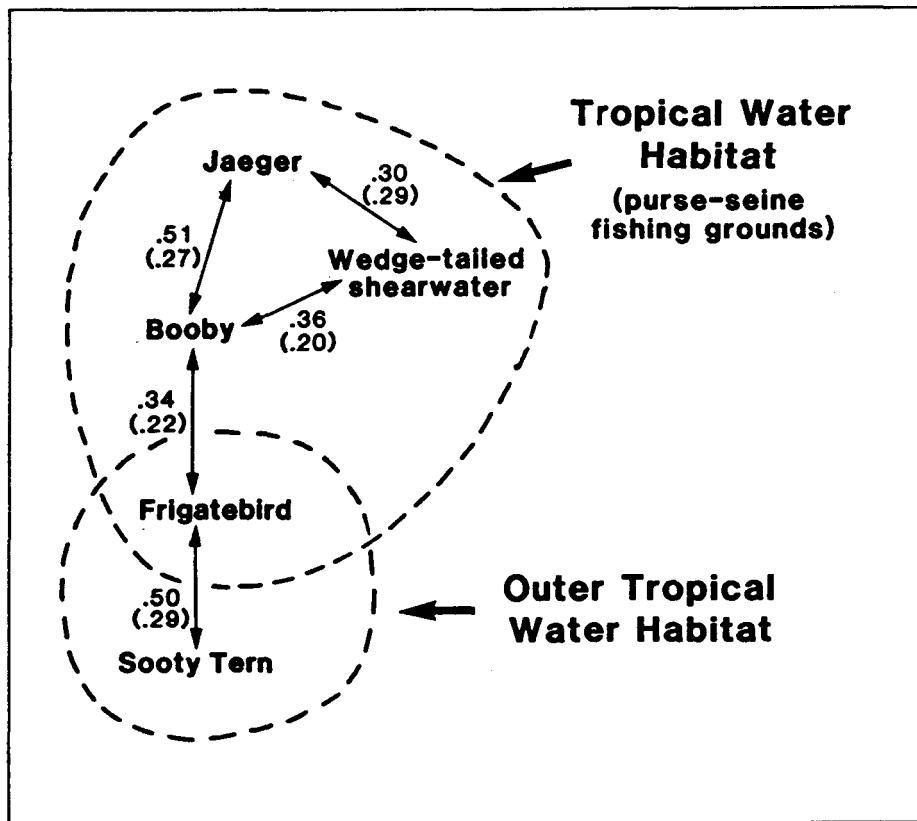 Tropical Water
Habitat
(purse-seine
fishing grounds)
Jaeger
.30
(.29)
.51
(.27)
Wedge-tailed
shearwater
Booby
.36
(.20)
.34
(.22)
Frigatebird
.50
(.29)
Sooty Tern
Outer Tropical
Water Habitat